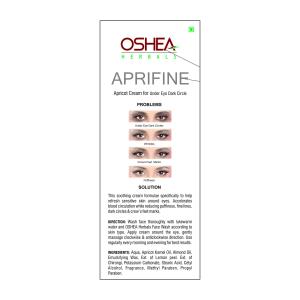 OSHEA
HERBALS
APRIFINE
Apricot Cream for Under Eye Dark Circle
PROBLEMS
Under Eye Dark Circles
Wrinkles
Crows Feet Marks
Puffiness
SOLUTION
This soothing cream formulae specifically to help
refresh sensitive skin around eyes. Accelerates
blood circulation while reducing puffiness, fine lines,
dark circles & crow's feet marks.
DIRECTION: Wash face thoroughly with lukewarm
water and OSHEA Herbals Face Wash according to
skin type. Apply cream around the eye, gently
massage clockwise & anticlockwise direction. Use
regularly every morning and evening for best results.
INGREDIENTS: Aqua, Apricot Kernel Oil, Almond Oil,
Emulsifying Wax, Ext. of Lemon peel, Ext. of
Chirongi, Potassium Carbonate, Stearic Acid, Cetyl
Alcohol, Fragrance, Methyl Paraben, Propyl
Paraben.